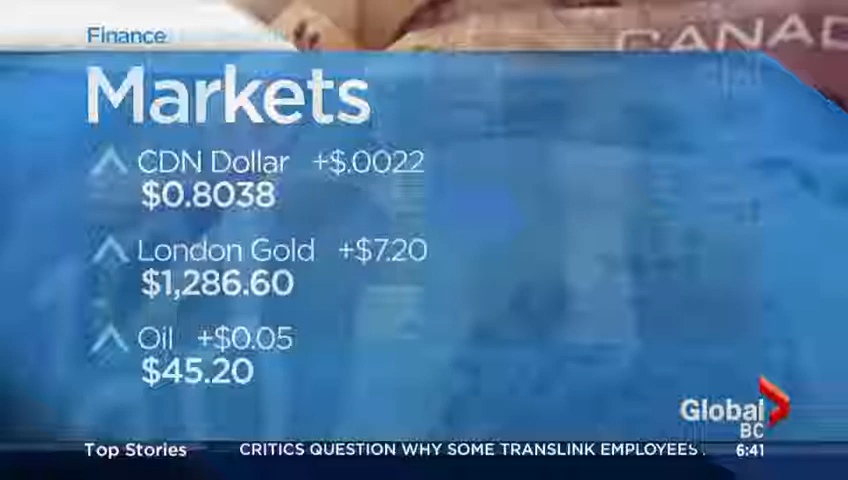 Finance
CANAD
Markets
CDN Dollar +$.0022
$0.8038
London Gold +$7.20
$1,286.60
Oil +$0.05
$45.20
Global
BC
Top Stories CRITICS QUESTION WHY SOME TRANSLINK EMPLOYEES 6:41